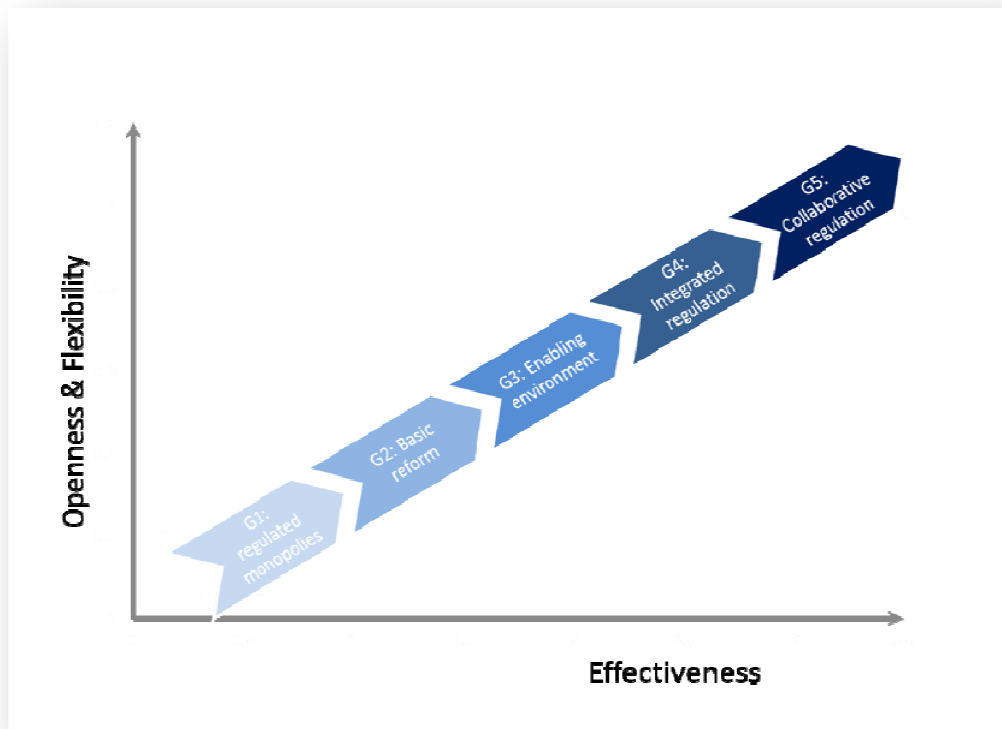 Openness & Flexibility
G1:
regulated
monopolies
G2: Basic
reform
G3: Enabling
environment
G4:
Integrated
regulation
G5:
Collaborative
regulation
Effectiveness